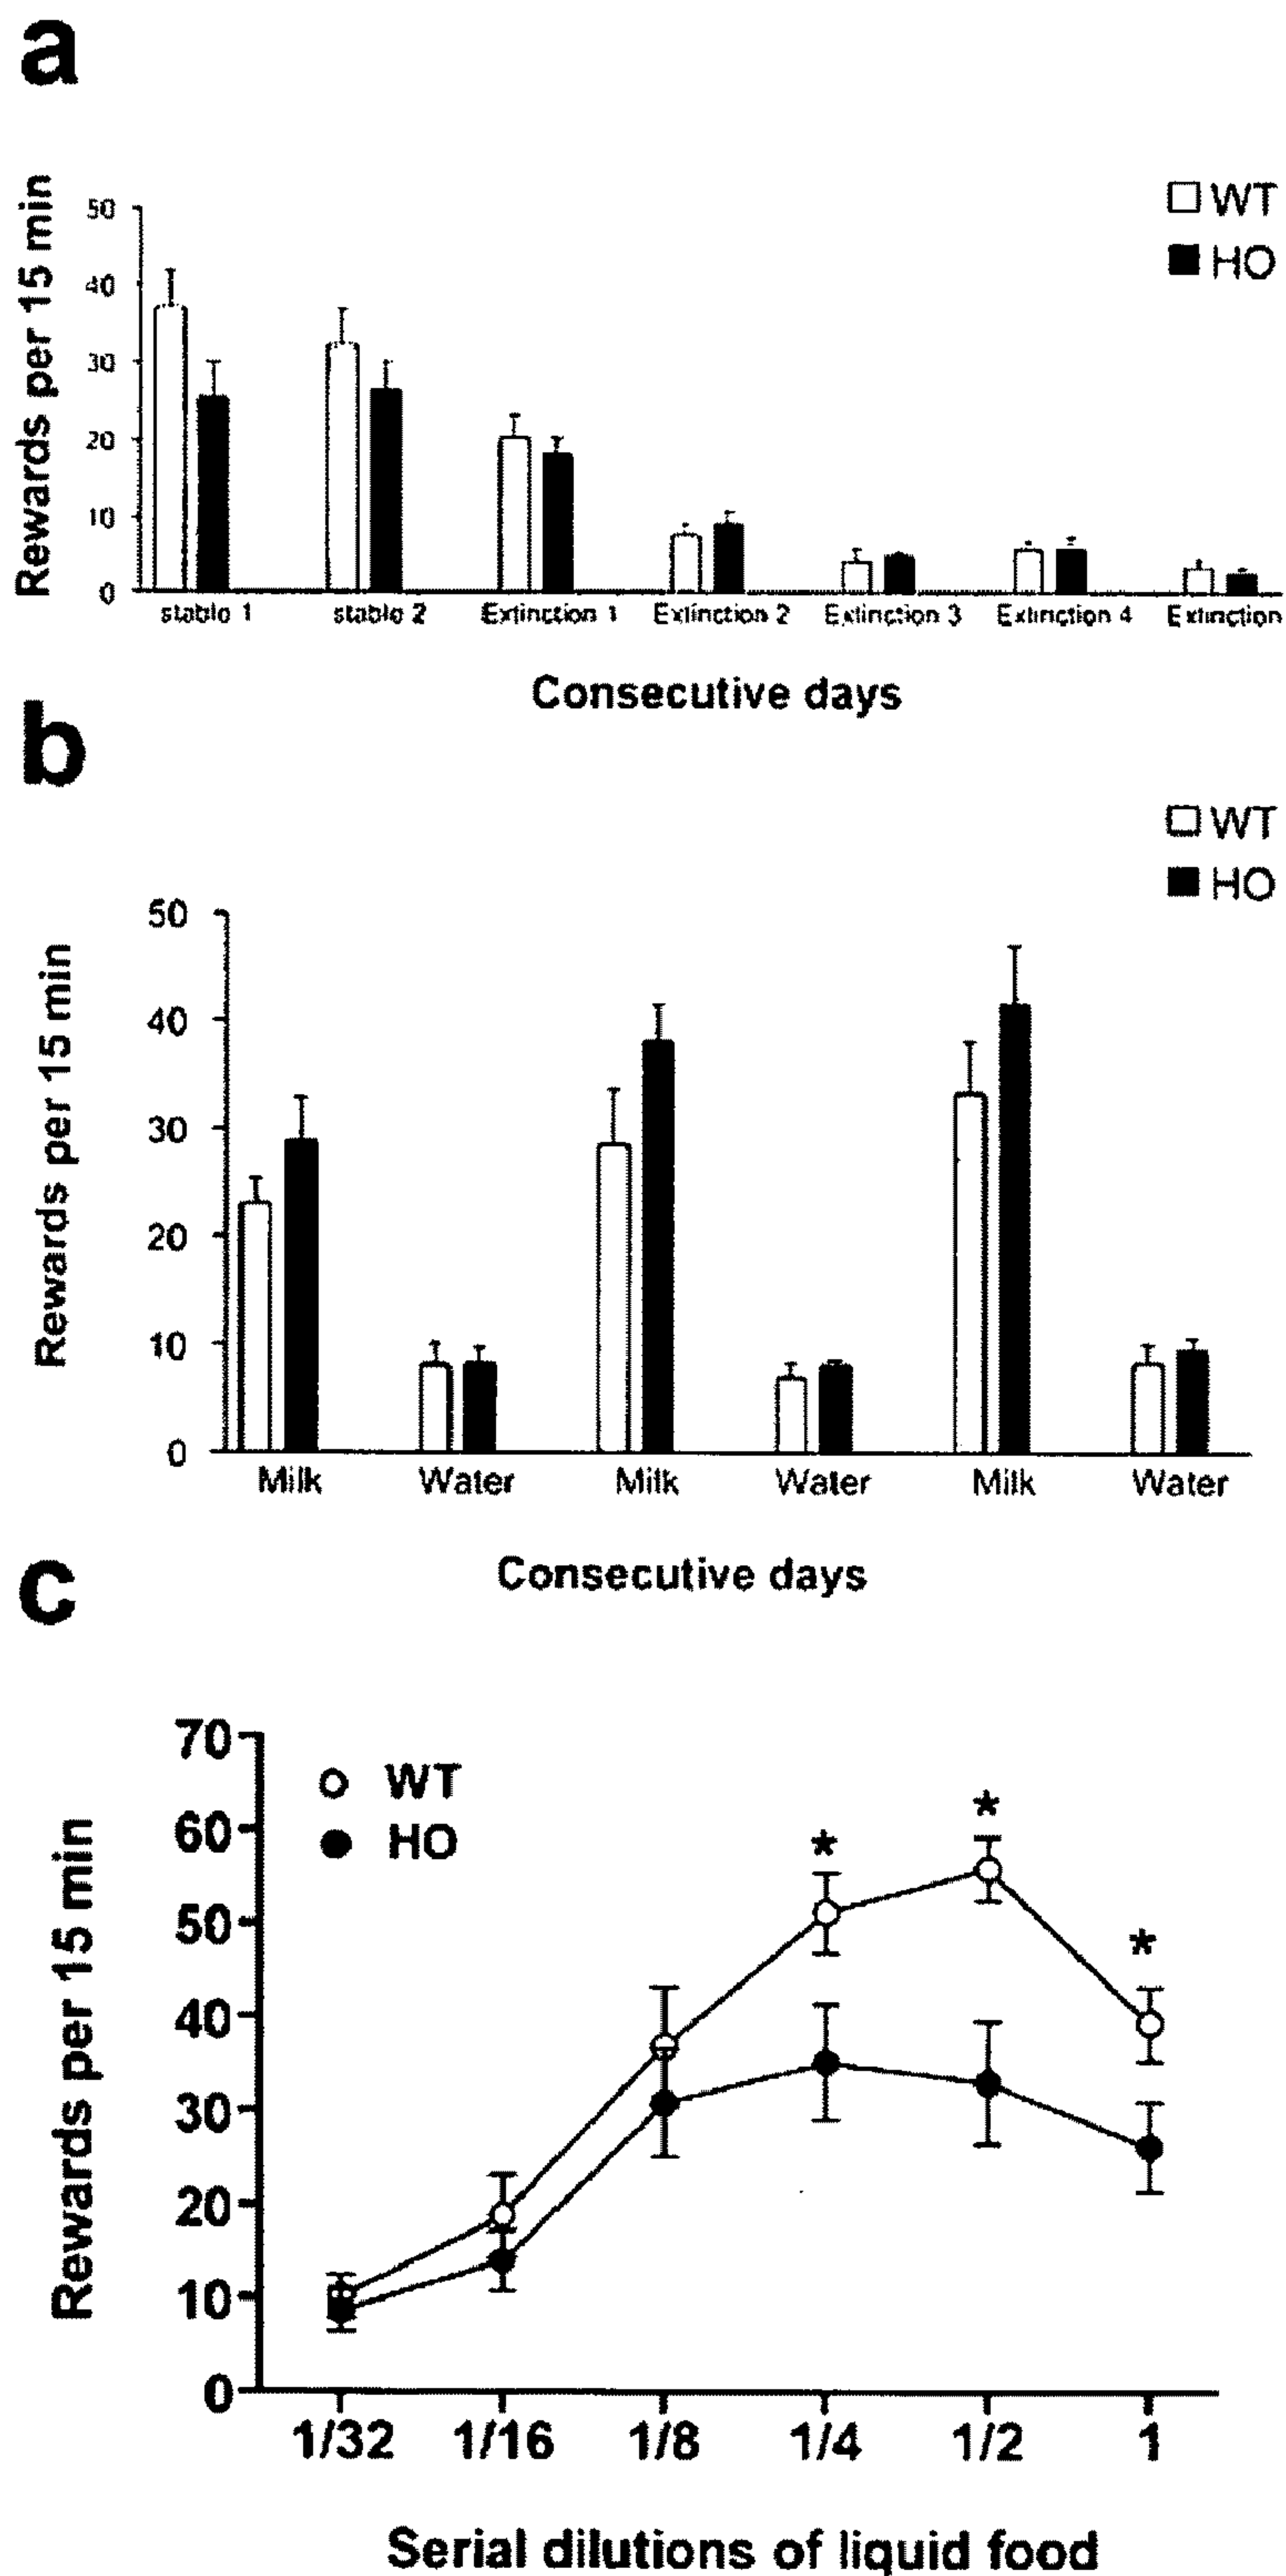 a
Rewards per 15 min
50
40
30
20
10
0
WT
HO
stable 1 stable 2 Extinction 1 Extinction 2 Extinction 3 Extinction 4 Extinction
Consecutive days
b
Rewards per 15 min
50
40
30
20
10
0
WT
HO
Milk Water Milk Water Milk Water
Consecutive days
c
Rewards per 15 min
70
60
50
40
30
20
10
0
WT
HO
* * *
1/32 1/16 1/8 1/4 1/2 1
Serial dilutions of liquid food